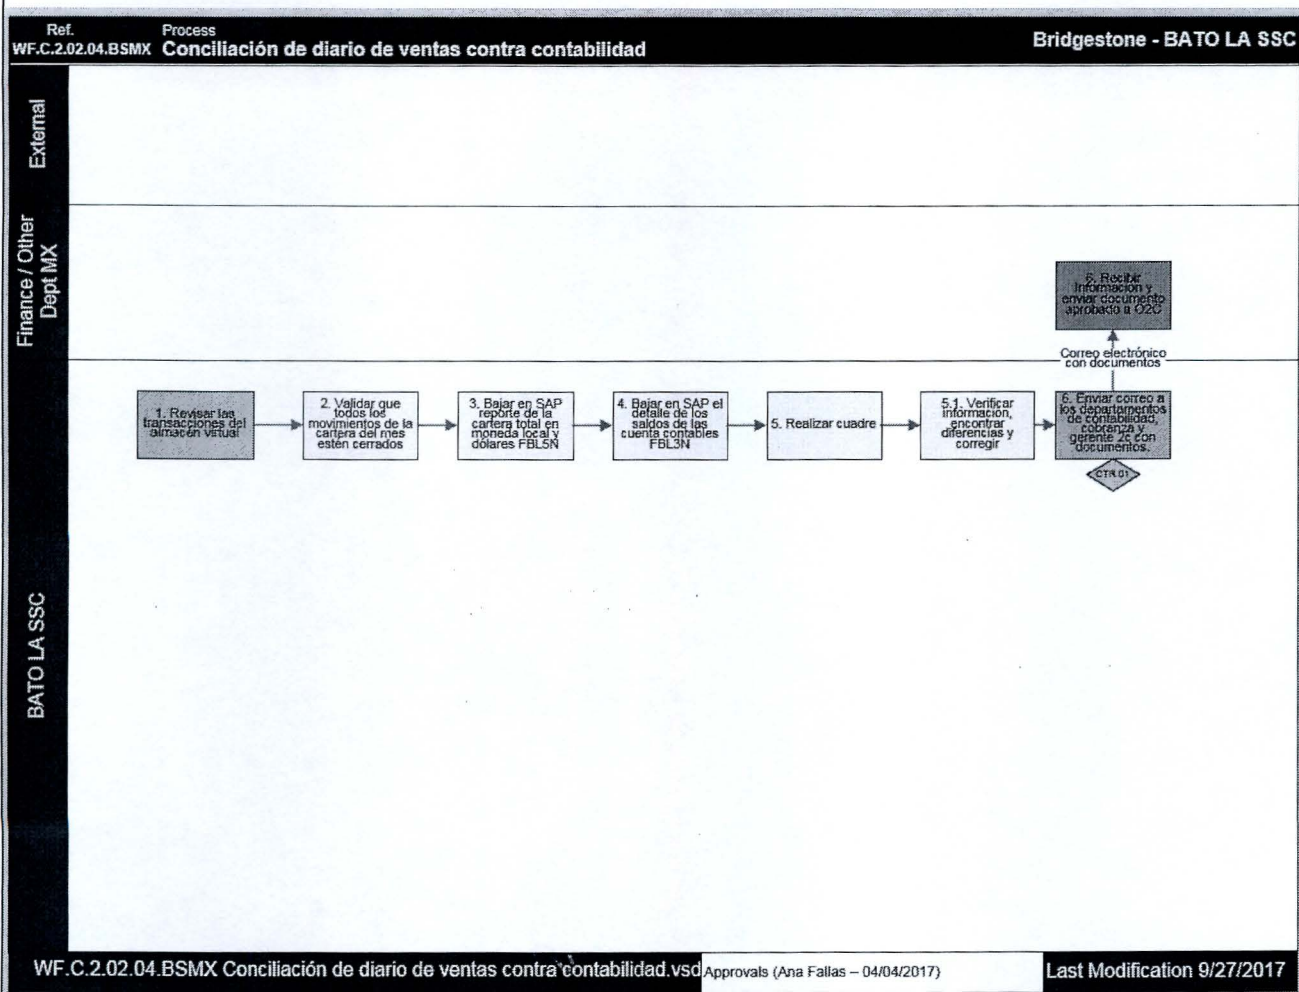 Ref.
Process
WF.C.2.02.04.BSMX
Conciliación de diario de ventas contra contabilidad
Bridgestone - BATO LA SSC
External
Finance / Other
Dept MX
6. Recibir
Información y
enviar documento
aprobado a O2C
Correo electrónico
con documentos
BATO LA SSC
1. Revisar las
transacciones del
almacén virtual
2. Validar que
todos los
movimientos de la
cartera del mes
estén cerrados
3. Bajar en SAP
reporte de la
cartera total en
moneda local y
dólares FBL5N
4. Bajar en SAP el
detalle de los
saldos de las
cuenta contables
FBL3N
5. Realizar cuadre
5.1. Verificar
información,
encontrar
diferencias y
corregir
6. Enviar correo a
los departamentos
de contabilidad,
cobranza y
gerente 2c con
documentos.
CTR.01
WF.C.2.02.04.BSMX Conciliación de diario de ventas contra contabilidad.vsd
Approvals (Ana Fallas – 04/04/2017)
Last Modification 9/27/2017